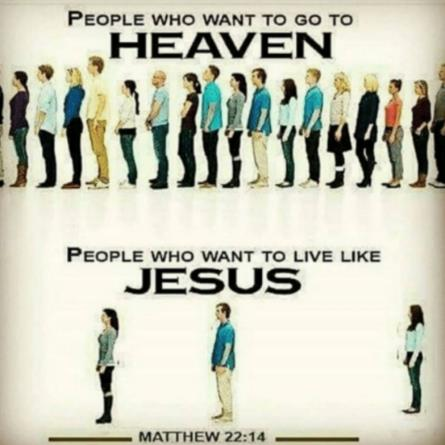 PEOPLE WHO WANT TO GO TO
HEAVEN
PEOPLE WHO WANT TO LIVE LIKE
JESUS
MATTHEW 22:14